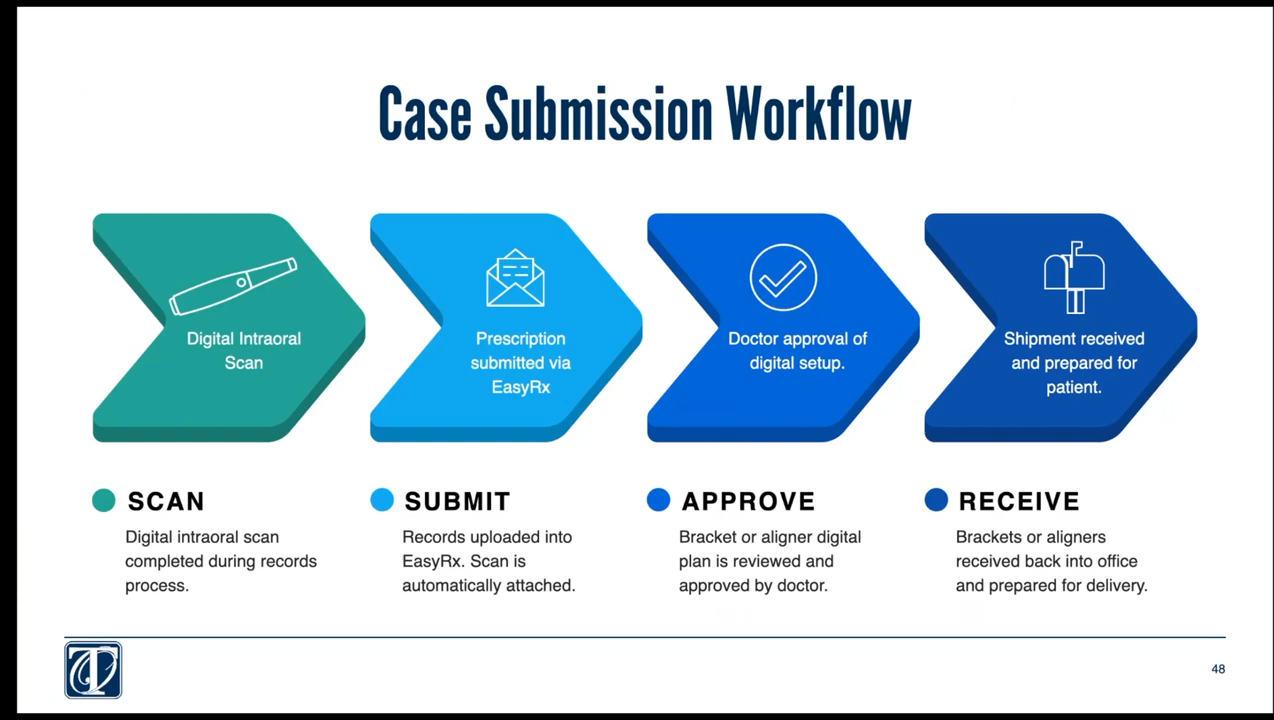 Case Submission Workflow
Digital Intraoral
Scan
Prescription
submitted via
EasyRx
Doctor approval of
digital setup.
Shipment received
and prepared for
patient.
SCAN
Digital intraoral scan
completed during records
process.
SUBMIT
Records uploaded into
EasyRx. Scan is
automatically attached.
APPROVE
Bracket or aligner digital
plan is reviewed and
approved by doctor.
RECEIVE
Brackets or aligners
received back into office
and prepared for delivery.
48